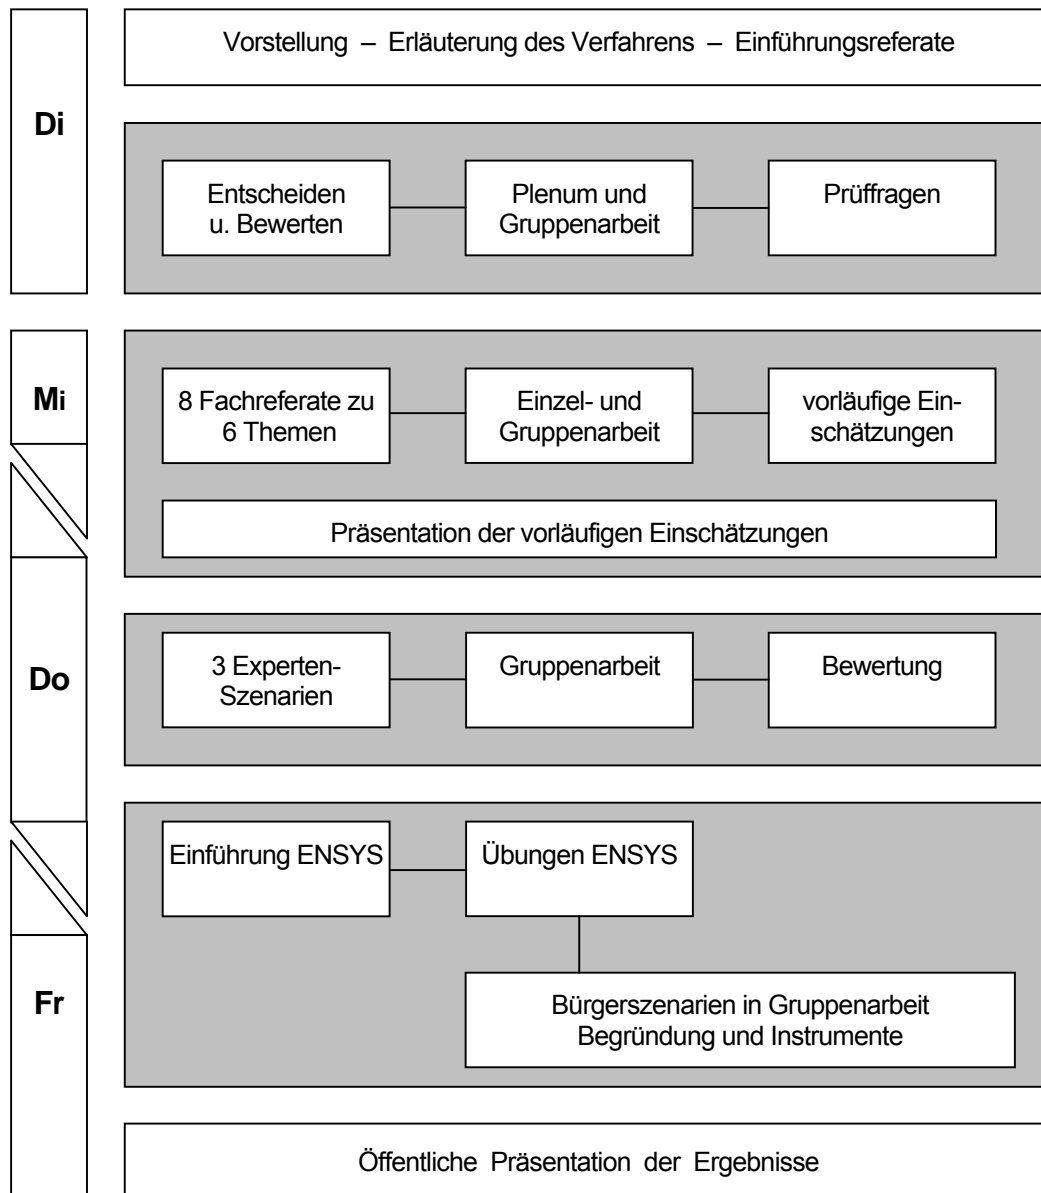 Vorstellung – Erläuterung des Verfahrens – Einführungsreferate
Di
Entscheiden
u. Bewerten
Plenum und
Gruppenarbeit
Prüffragen
Mi
8 Fachreferate zu
6 Themen
Einzel- und
Gruppenarbeit
vorläufige Ein-
schätzungen
Präsentation der vorläufigen Einschätzungen
Do
3 Experten-
Szenarien
Gruppenarbeit
Bewertung
Einführung ENSYS
Übungen ENSYS
Fr
Bürgerszenarien in Gruppenarbeit
Begründung und Instrumente
Öffentliche Präsentation der Ergebnisse